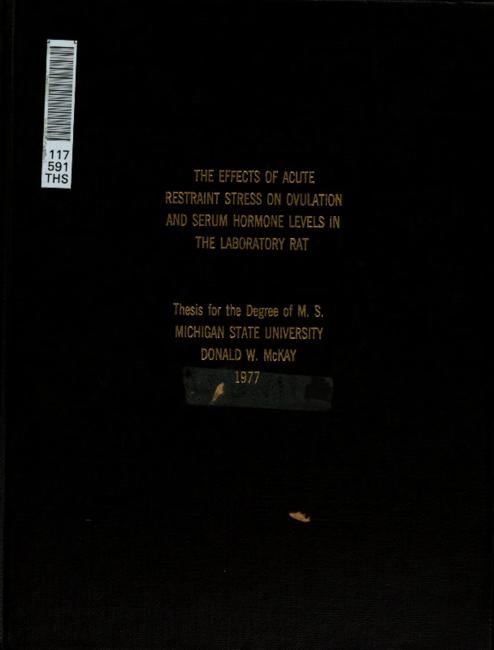 117
591
THS
THE EFFECTS OF ACUTE
RESTRAINT STRESS ON OVULATION
AND SERUM HORMONE LEVELS IN
THE LABORATORY RAT
Thesis for the Degree of M. S.
MICHIGAN STATE UNIVERSITY
DONALD W. McKAY
1977